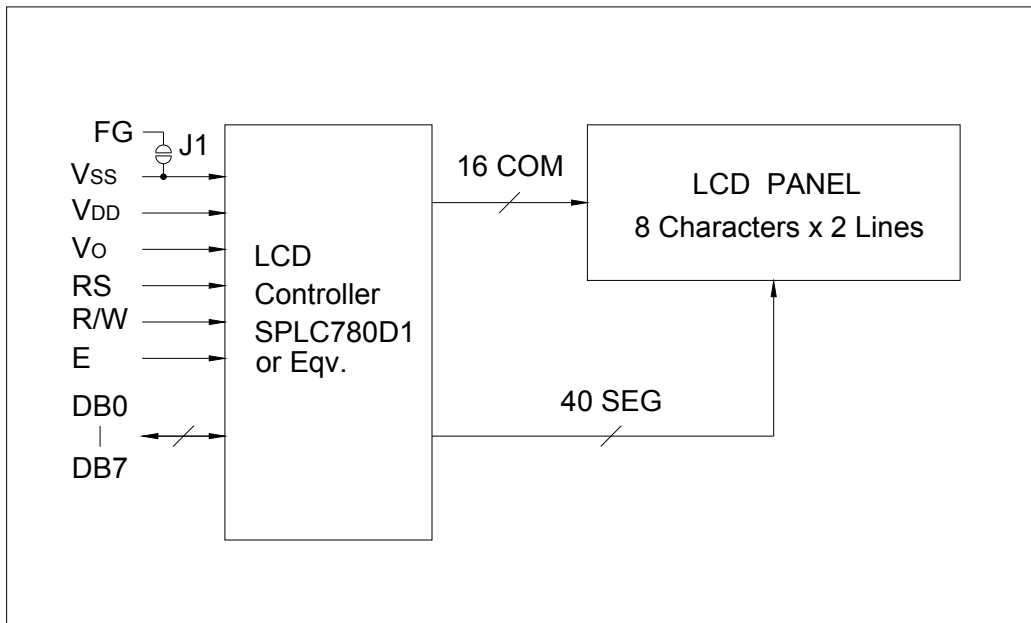 FG
J1
VSS
VDD
VO
RS
R/W
E
DB0
DB7
LCD
Controller
SPLC780D1
or Eqv.
16 COM
40 SEG
LCD PANEL
8 Characters x 2 Lines